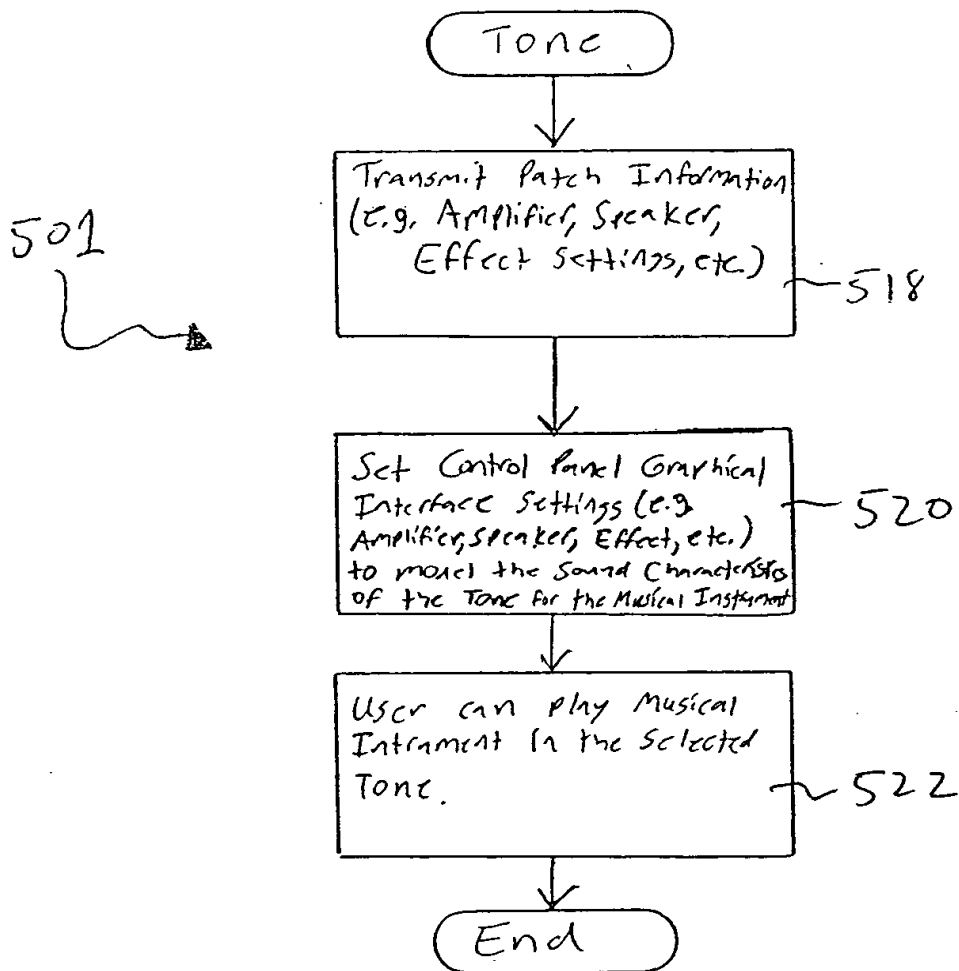 Tone
Transmit Patch Information
(e.g. Amplifier, Speaker,
Effect Settings, etc.)
501
518
Set Control Panel Graphical
Interface Settings (e.g
Amplifier, Speaker, Effect, etc.)
to model the Sound Characteristics
of the Tone for the Musical Instrument
520
User can play Musical
Intrument in the Selected
Tone.
522
End